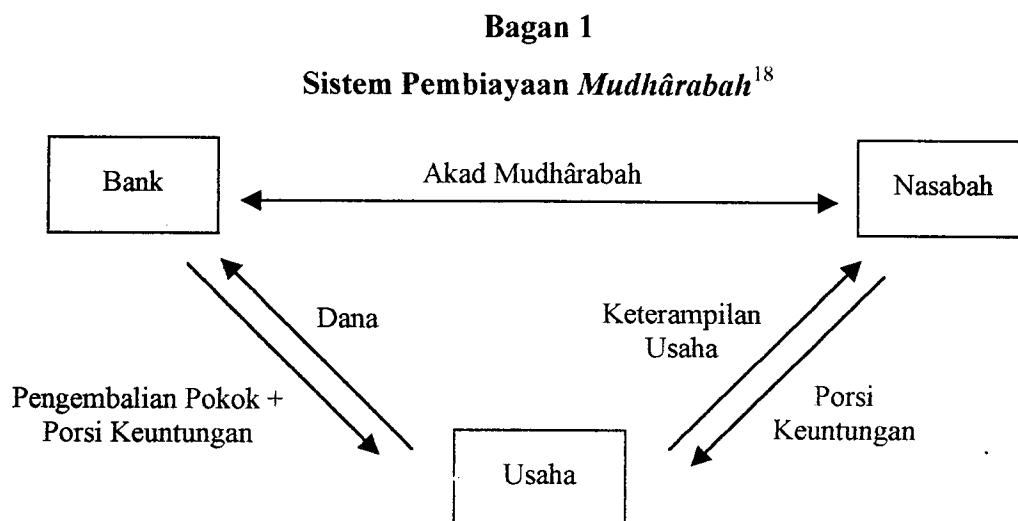 Bagan 1
Sistem Pembiayaan Mudhârabah18
Bank
Akad Mudhârabah
Nasabah
Dana
Keterampilan
Usaha
Pengembalian Pokok +
Porsi Keuntungan
Porsi
Keuntungan
Usaha